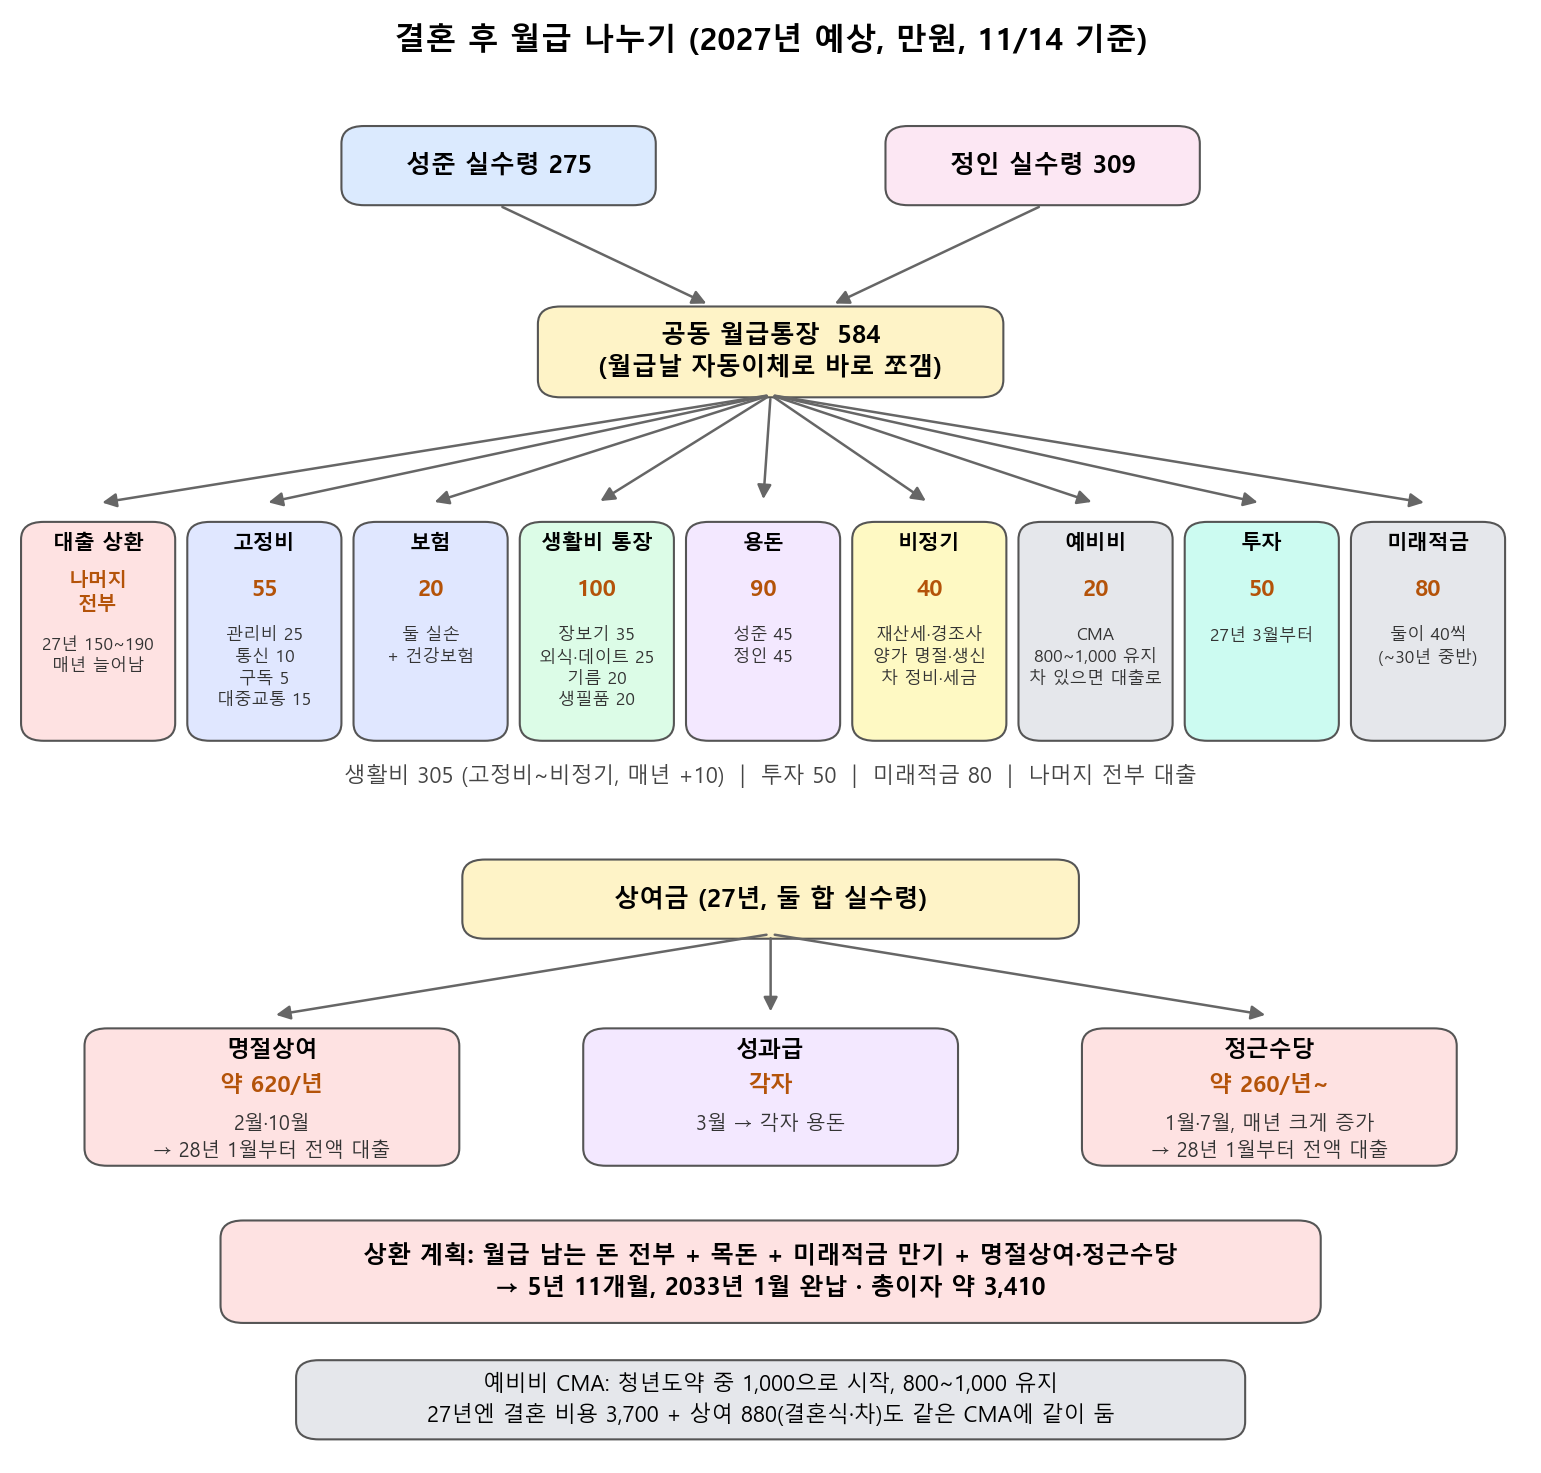 결혼 후 월급 나누기 (2027년 예상, 만원, 11/14 기준)
성준 실수령 275
정인 실수령 309
공동 월급통장 584
(월급날 자동이체로 바로 쪼갬)
대출 상환
나머지
전부
27년 150~190
매년 늘어남
고정비
55
관리비 25
통신 10
구독 5
대중교통 15
보험
20
둘 실손
+ 건강보험
생활비 통장
100
장보기 35
외식·데이트 25
기름 20
생필품 20
용돈
90
성준 45
정인 45
비정기
40
재산세·경조사
양가 명절·생신
차 정비·세금
예비비
20
CMA
800~1,000 유지
차 있으면 대출로
투자
50
27년 3월부터
미래적금
80
둘이 40씩
(~30년 중반)
생활비 305 (고정비~비정기, 매년 +10) | 투자 50 | 미래적금 80 | 나머지 전부 대출
상여금 (27년, 둘 합 실수령)
명절상여
약 620/년
2월·10월
→ 28년 1월부터 전액 대출
성과급
각자
3월 → 각자 용돈
정근수당
약 260/년~
1월·7월, 매년 크게 증가
→ 28년 1월부터 전액 대출
상환 계획: 월급 남는 돈 전부 + 목돈 + 미래적금 만기 + 명절상여·정근수당
→ 5년 11개월, 2033년 1월 완납 · 총이자 약 3,410
예비비 CMA: 청년도약 중 1,000으로 시작, 800~1,000 유지
27년엔 결혼 비용 3,700 + 상여 880(결혼식·차)도 같은 CMA에 같이 둠